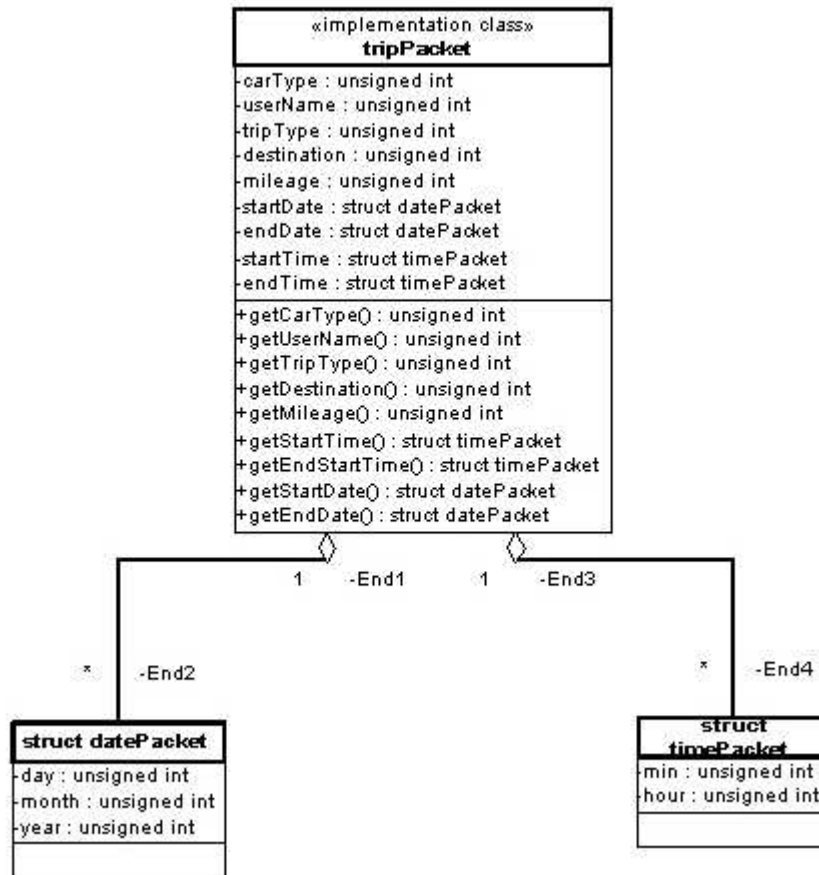 «implementation class»
tripPacket
-carType : unsigned int
-userName : unsigned int
-tripType : unsigned int
-destination : unsigned int
-mileage : unsigned int
-startDate : struct datePacket
-endDate : struct datePacket
-startTime : struct timePacket
-endTime : struct timePacket
+getCarType() : unsigned int
+getUserName() : unsigned int
+getTripType() : unsigned int
+getDestination() : unsigned int
+getMileage() : unsigned int
+getStartTime() : struct timePacket
+getEndStartTime() : struct timePacket
+getStartDate() : struct datePacket
+getEndDate() : struct datePacket
1 -End1
1 -End3
* -End2
* -End4
struct datePacket
-day : unsigned int
-month : unsigned int
-year : unsigned int
struct
timePacket
-min : unsigned int
-hour : unsigned int